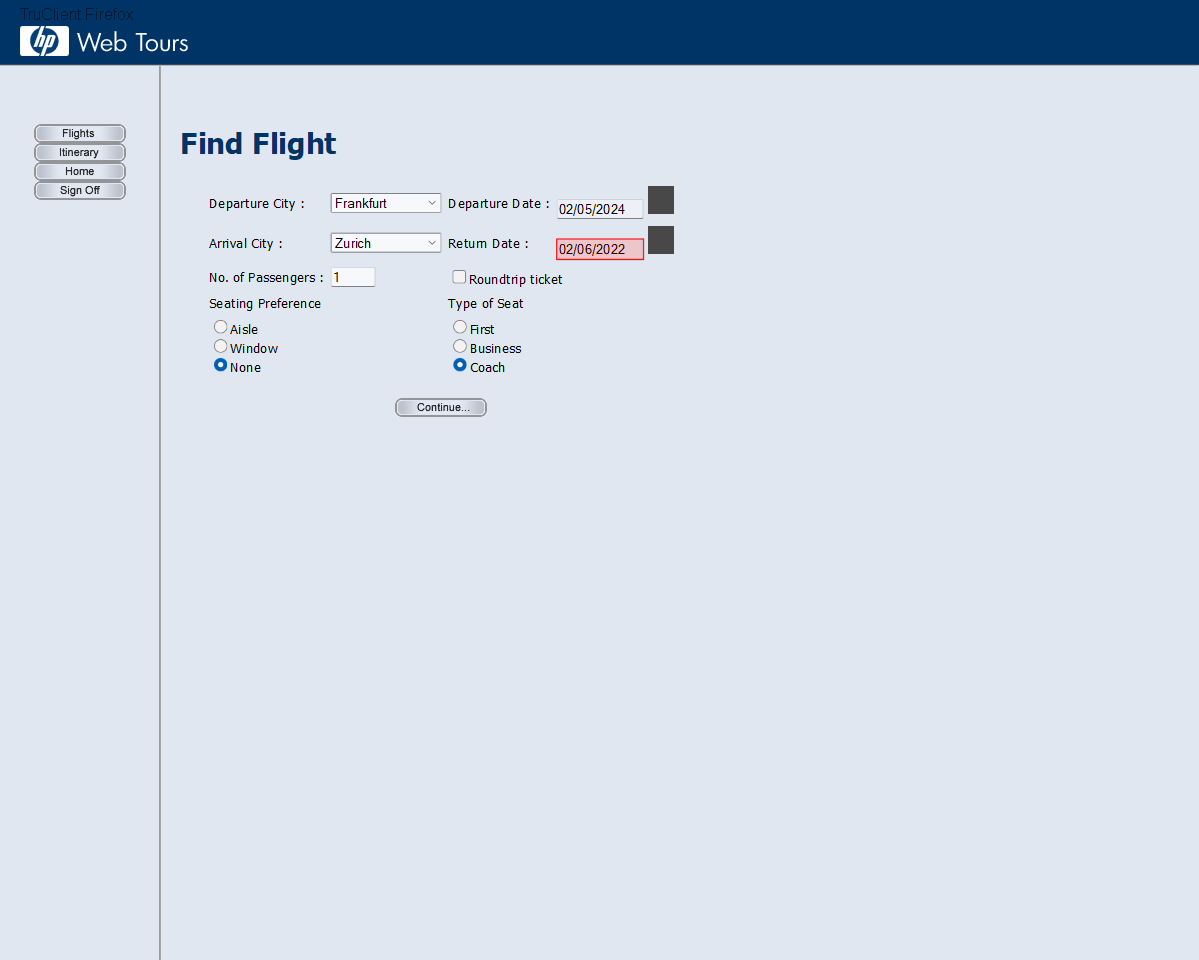 TruClient Firefox
hp Web Tours
Flights
Itinerary
Home
Sign Off
Find Flight
Departure City : Frankfurt Departure Date : 02/05/2024
Arrival City : Zurich Return Date : 02/06/2022
No. of Passengers : 1 Roundtrip ticket
Seating Preference Type of Seat
Aisle First
Window Business
None Coach
Continue...